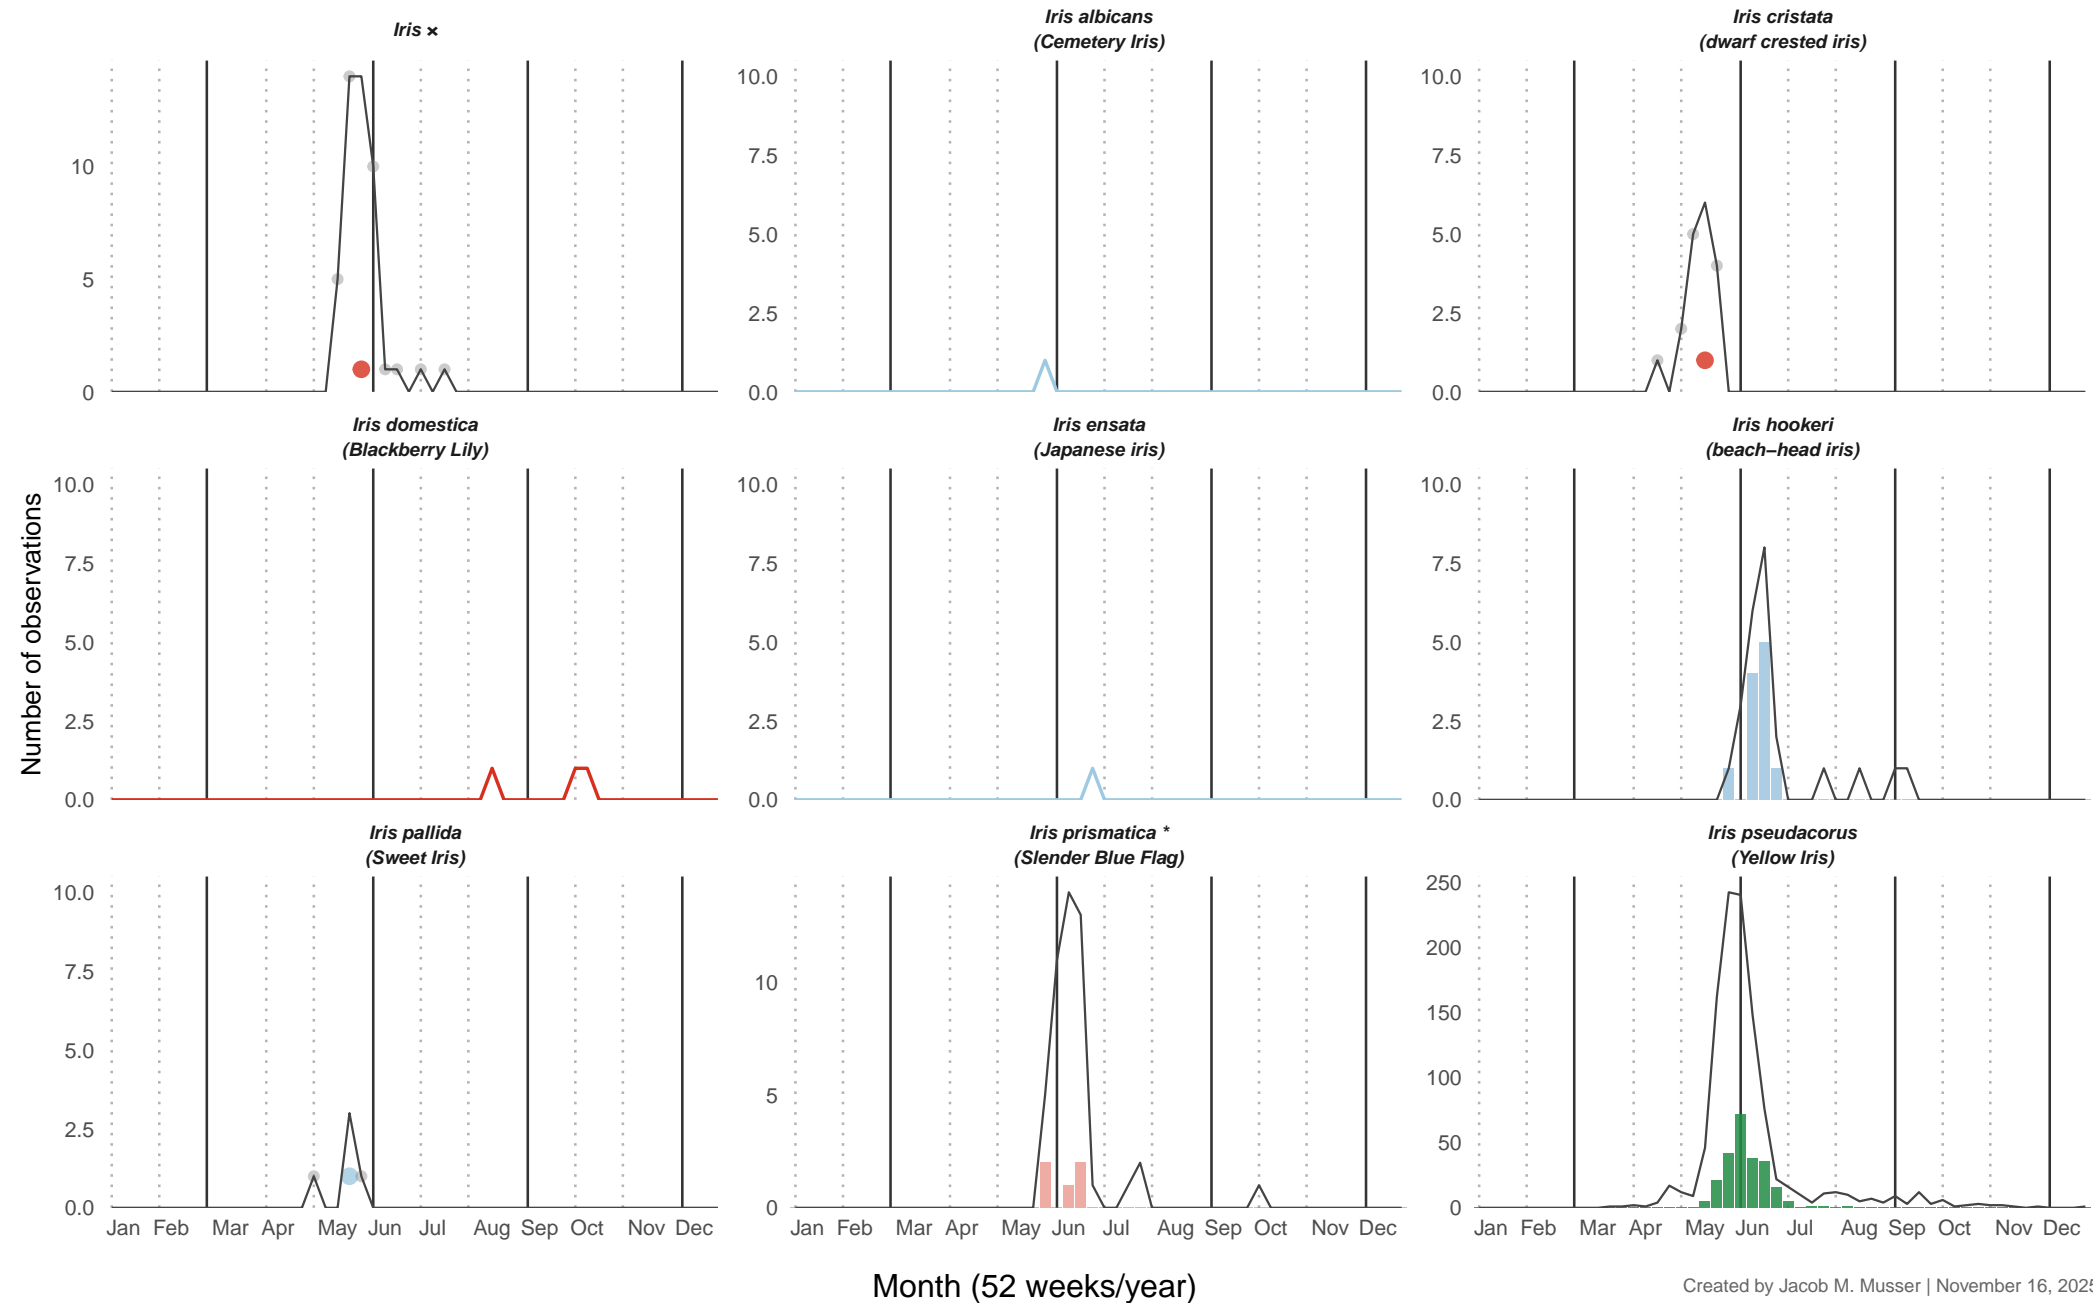 Iris ×
Iris albicans
(Cemetery Iris)
Iris cristata
(dwarf crested iris)
10
5
0
10.0
7.5
5.0
2.5
0.0
10.0
7.5
5.0
2.5
0.0
Iris domestica
(Blackberry Lily)
Iris ensata
(Japanese iris)
Iris hookeri
(beach–head iris)
10.0
7.5
5.0
2.5
0.0
10.0
7.5
5.0
2.5
0.0
10.0
7.5
5.0
2.5
0.0
Number of observations
Iris pallida
(Sweet Iris)
Iris prismatica *
(Slender Blue Flag)
Iris pseudacorus
(Yellow Iris)
10.0
7.5
5.0
2.5
0.0
10
5
0
250
200
150
100
50
0
Jan Feb Mar Apr May Jun Jul Aug Sep Oct Nov Dec
Jan Feb Mar Apr May Jun Jul Aug Sep Oct Nov Dec
Jan Feb Mar Apr May Jun Jul Aug Sep Oct Nov Dec
Month (52 weeks/year)
Created by Jacob M. Musser | November 16, 2025